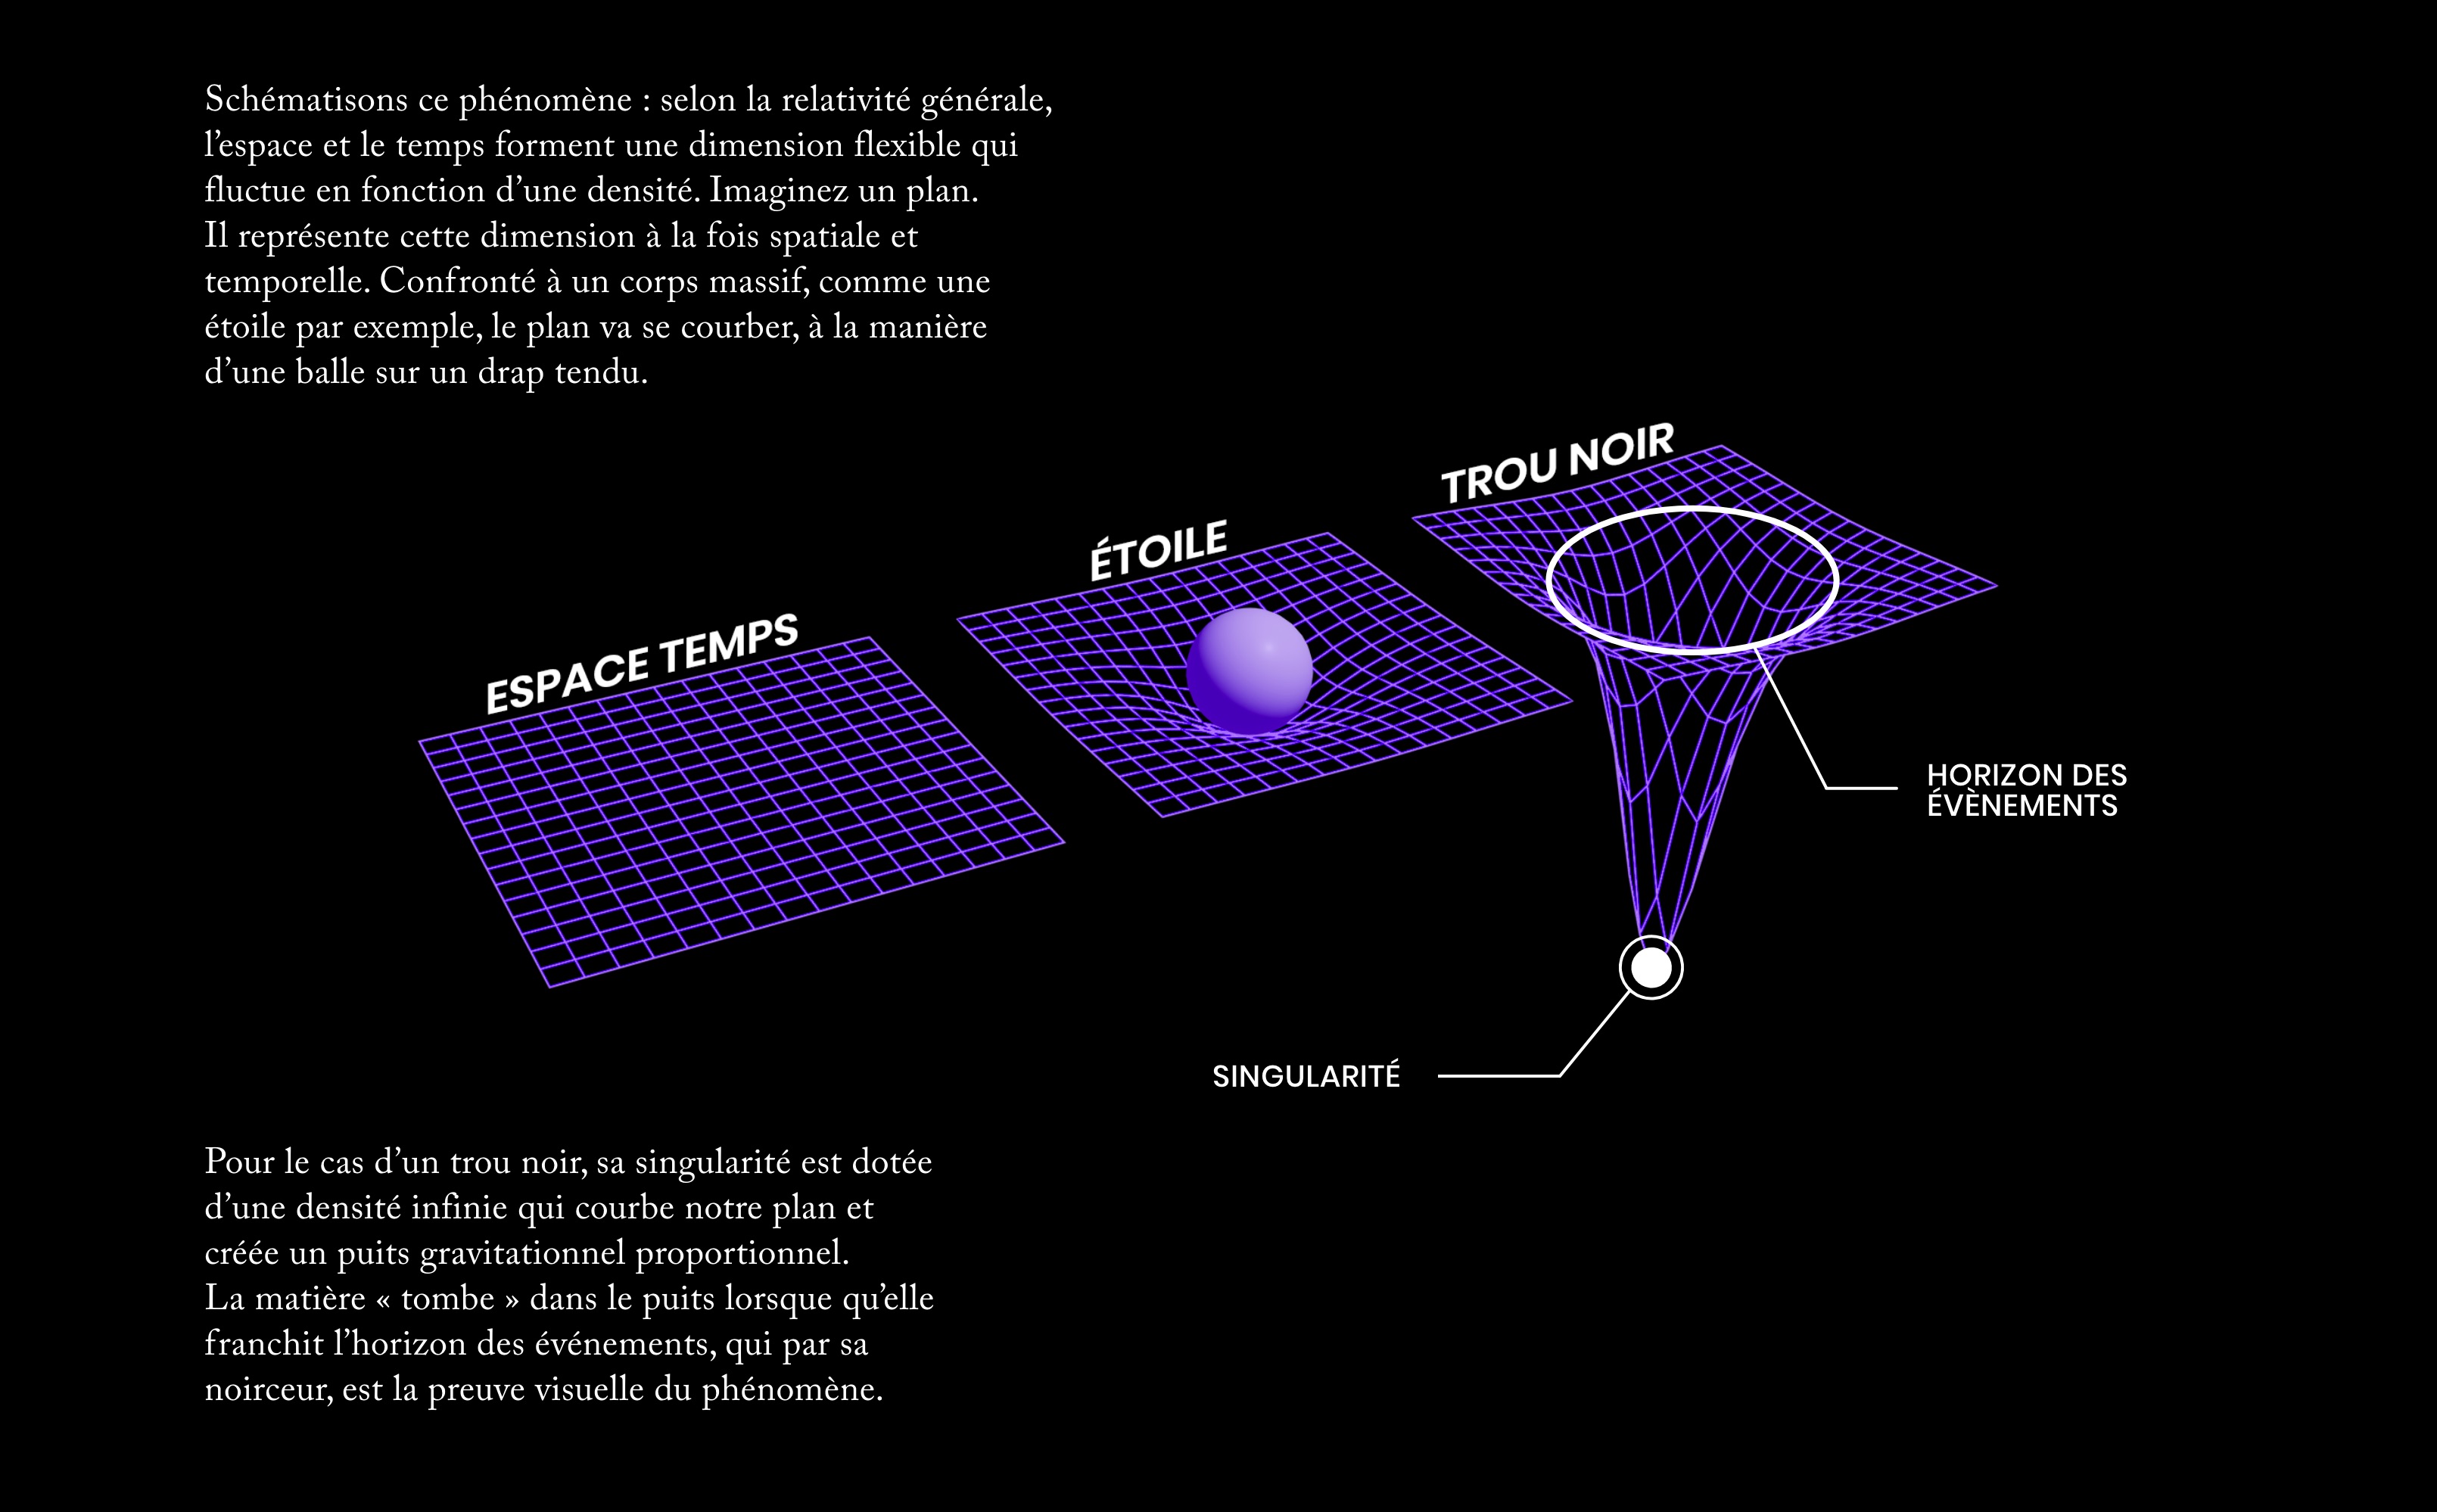 Schématisons ce phénomène : selon la relativité générale,
l’espace et le temps forment une dimension flexible qui
fluctue en fonction d’une densité. Imaginez un plan.
Il représente cette dimension à la fois spatiale et
temporelle. Confronté à un corps massif, comme une
étoile par exemple, le plan va se courber, à la manière
d’une balle sur un drap tendu.
TROU NOIR
ÉTOILE
ESPACE TEMPS
HORIZON DES
ÉVÈNEMENTS
SINGULARITÉ
Pour le cas d’un trou noir, sa singularité est dotée
d’une densité infinie qui courbe notre plan et
créée un puits gravitationnel proportionnel.
La matière « tombe » dans le puits lorsque qu’elle
franchit l’horizon des événements, qui par sa
noirceur, est la preuve visuelle du phénomène.